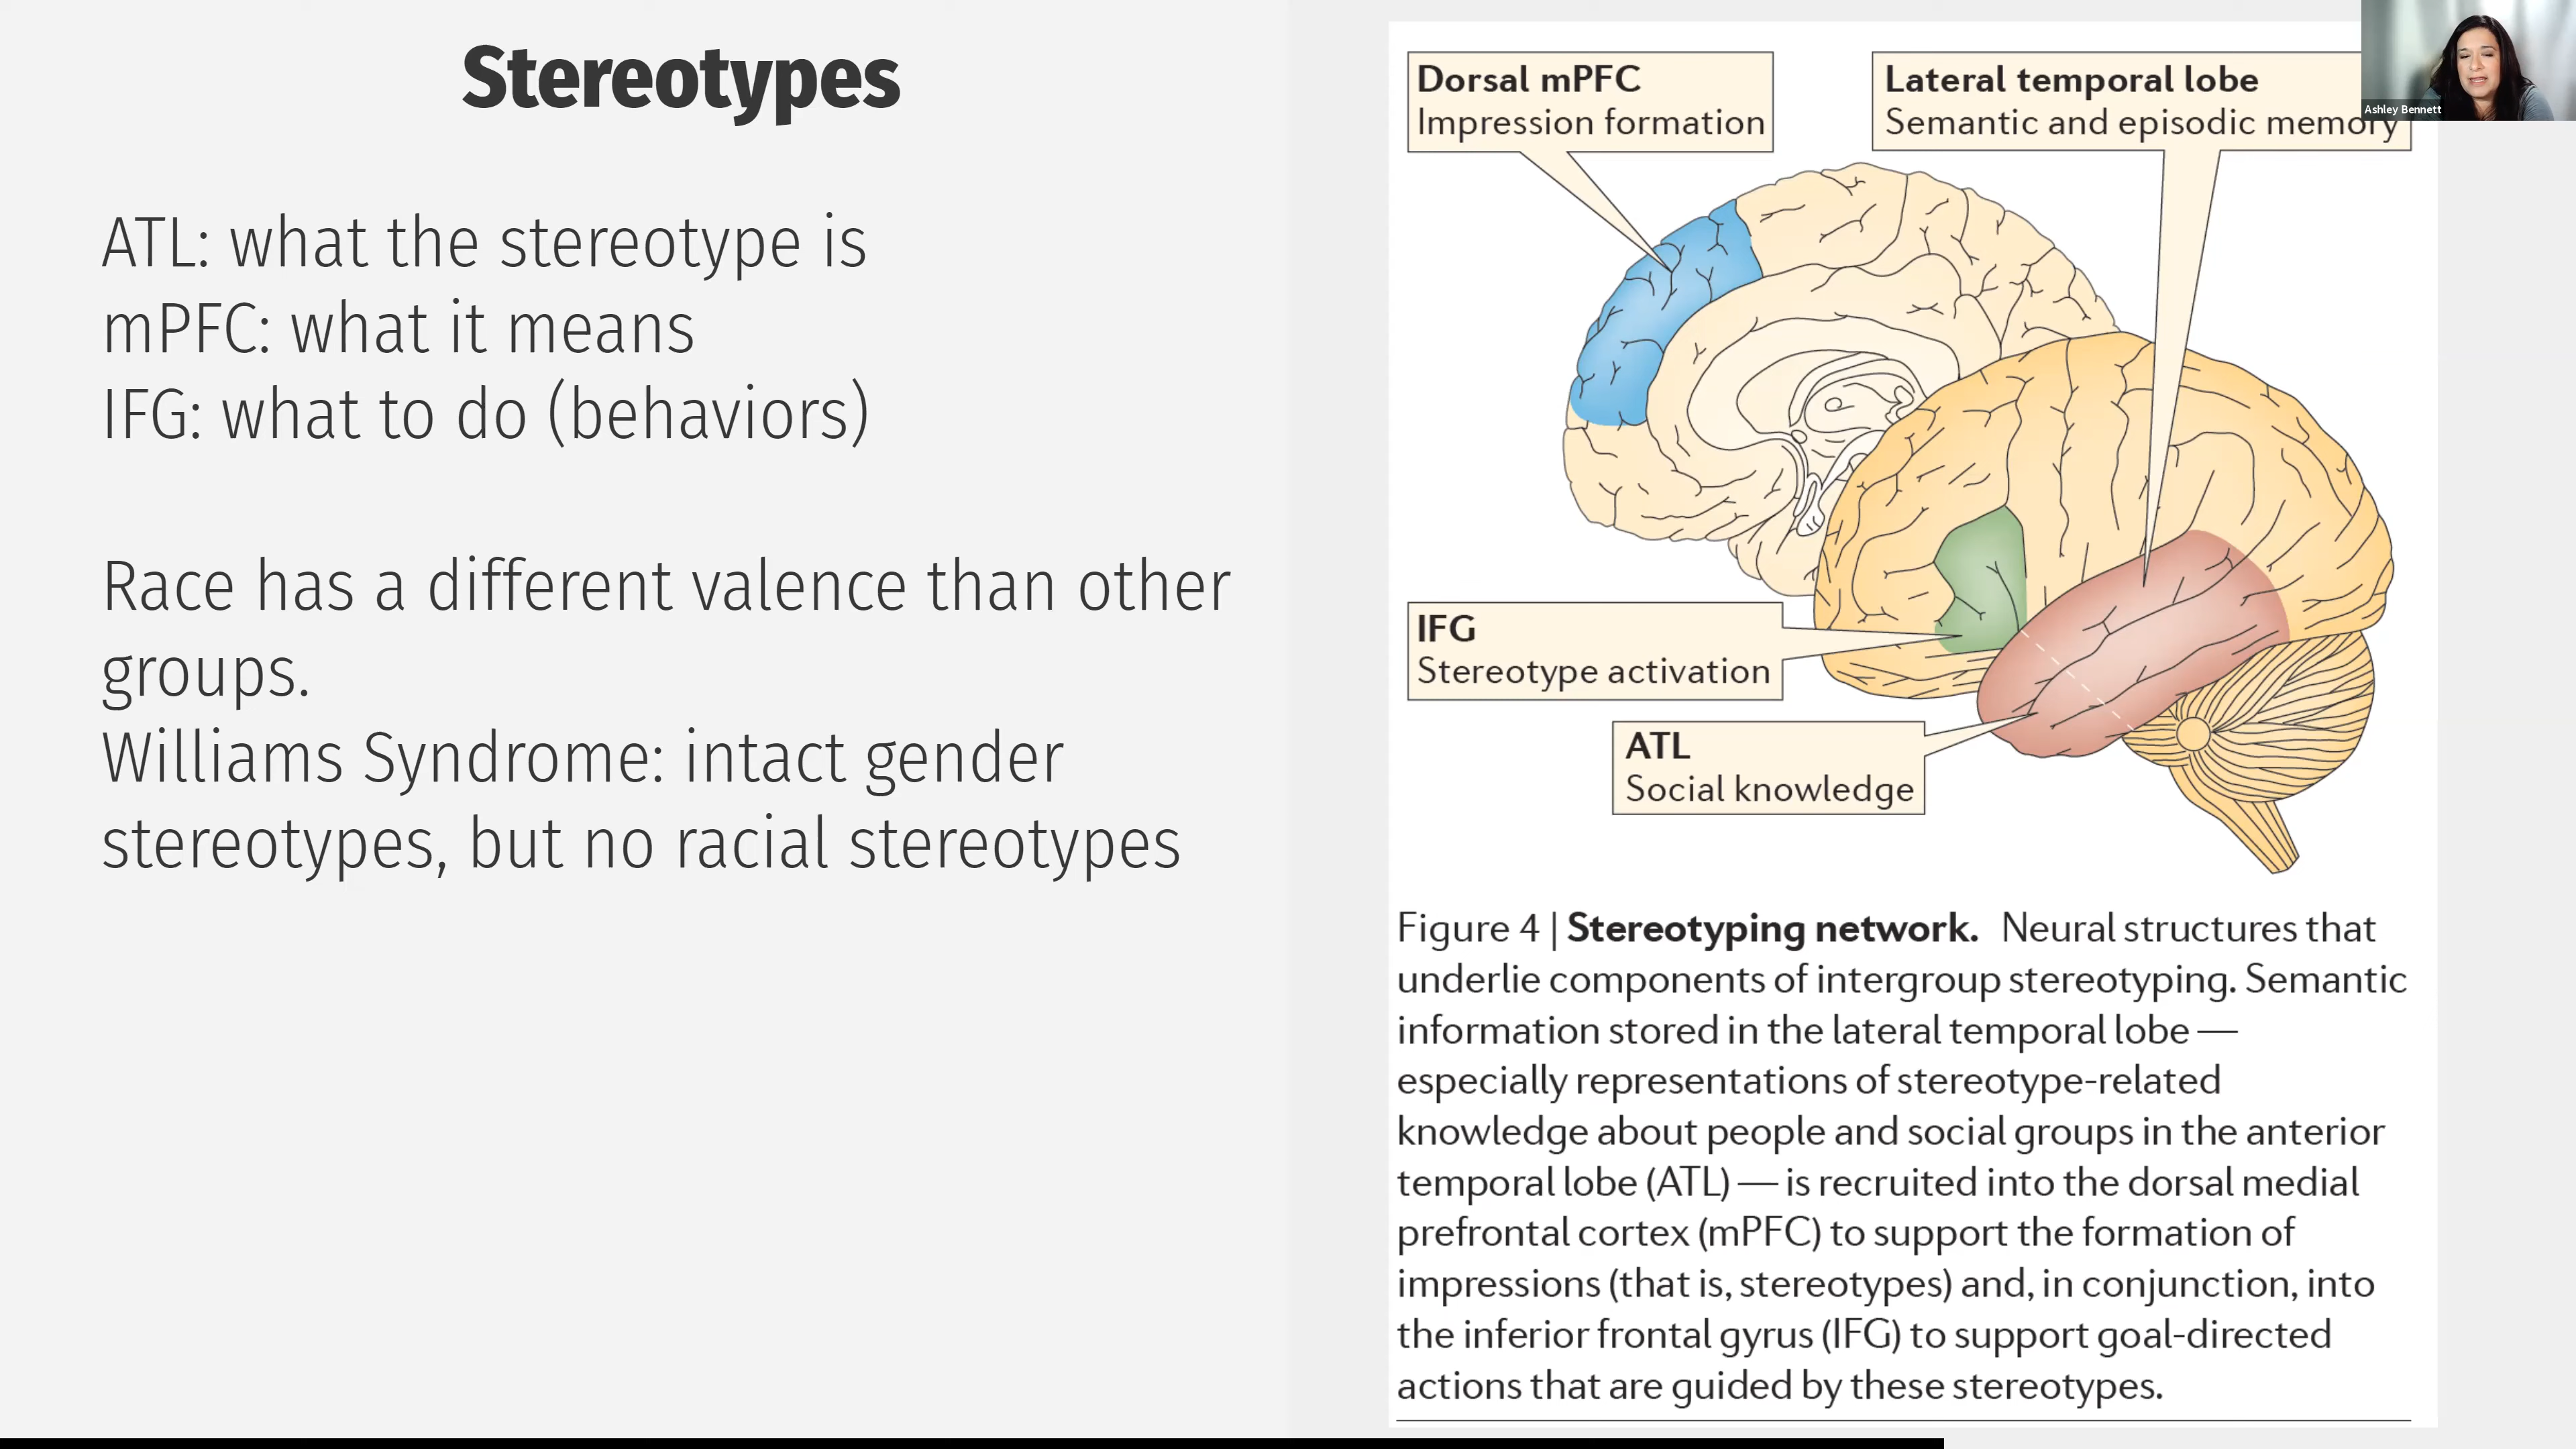 Stereotypes
ATL: what the stereotype is
mPFC: what it means
IFG: what to do (behaviors)
Race has a different valence than other
groups.
Williams Syndrome: intact gender
stereotypes, but no racial stereotypes
Dorsal mPFC
Impression formation
Lateral temporal lobe
Semantic and episodic memory
Ashley Bennett
IFG
Stereotype activation
ATL
Social knowledge
Figure 4 | Stereotyping network. Neural structures that
underlie components of intergroup stereotyping. Semantic
information stored in the lateral temporal lobe —
especially representations of stereotype-related
knowledge about people and social groups in the anterior
temporal lobe (ATL) — is recruited into the dorsal medial
prefrontal cortex (mPFC) to support the formation of
impressions (that is, stereotypes) and, in conjunction, into
the inferior frontal gyrus (IFG) to support goal-directed
actions that are guided by these stereotypes.